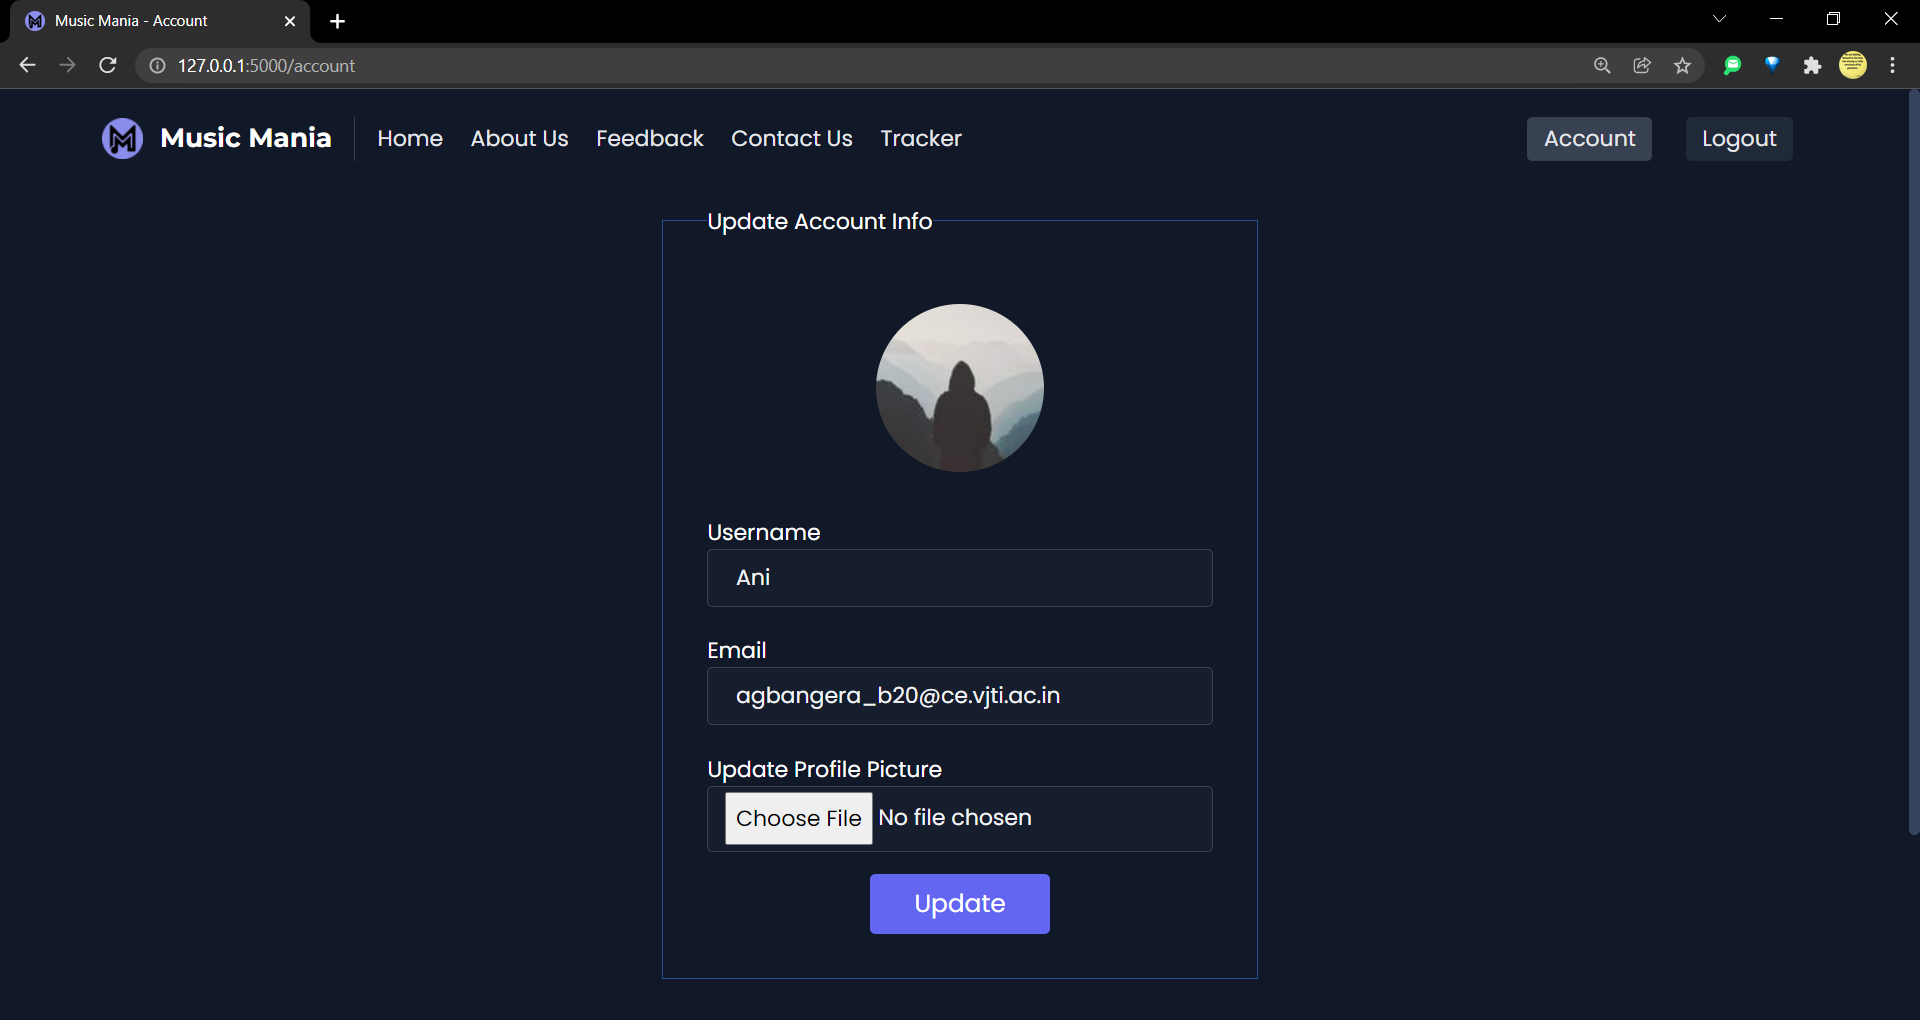 Music Mania - Account
127.0.0.1:5000/account
Music Mania Home About Us Feedback Contact Us Tracker Account Logout
Update Account Info
Username
Ani
Email
agbangera_b20@ce.vjti.ac.in
Update Profile Picture
Choose File No file chosen
Update